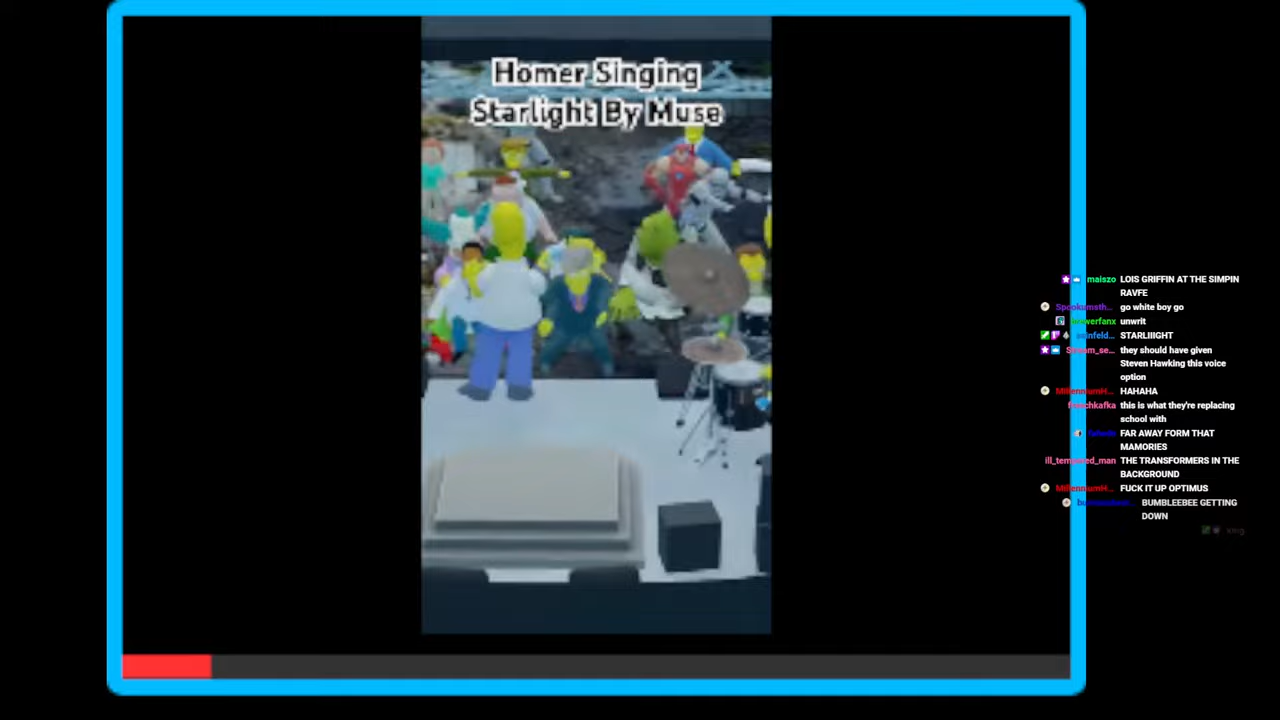 Homer Singing
Starlight By Muse
maiszo LOIS GRIFFIN AT THE SIMPIN
RAVFE
go white boy go
unwrit
STARLIIIGHT
they should have given
Steven Hawking this voice
option
HAHAHA
this is what they're replacing
school with
FAR AWAY FORM THAT
MAMORIES
THE TRANSFORMERS IN THE
BACKGROUND
FUCK IT UP OPTIMUS
BUMBLEEBEE GETTING
DOWN